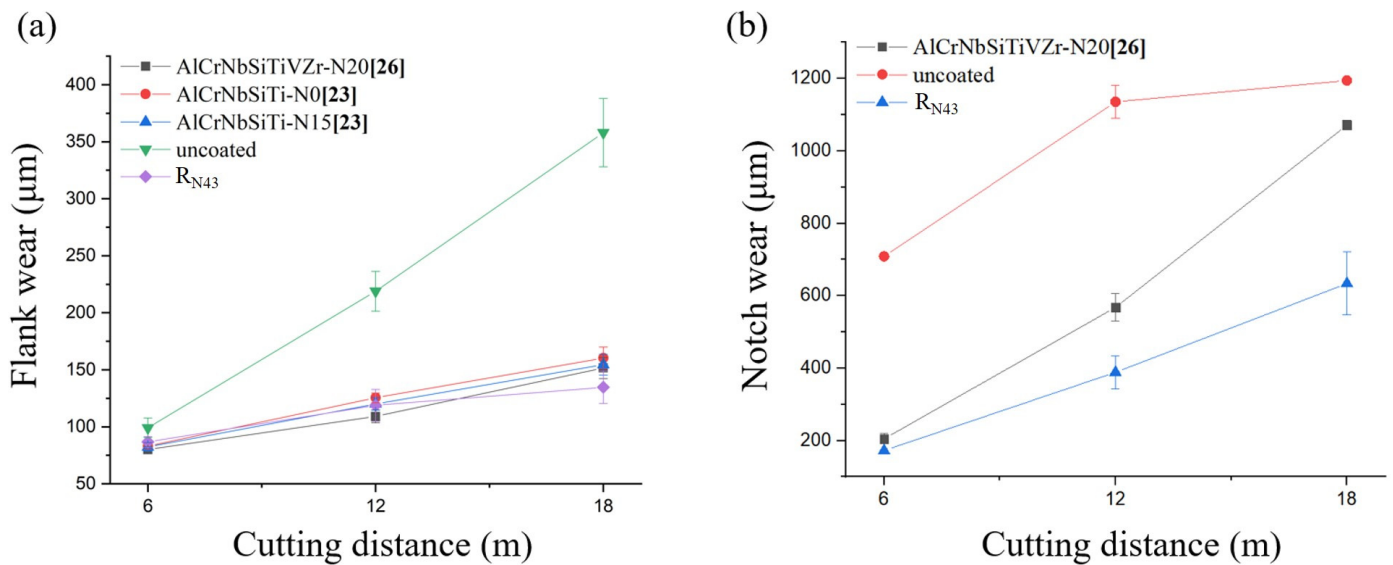 (a)
AlCrNbSiTiVZr-N20[26]
AlCrNbSiTi-N0[23]
AlCrNbSiTi-N15[23]
uncoated
RN43
Flank wear (μm)
400
350
300
250
200
150
100
50
6
12
18
Cutting distance (m)
(b)
AlCrNbSiTiVZr-N20[26]
uncoated
RN43
Notch wear (μm)
1200
1000
800
600
400
200
6
12
18
Cutting distance (m)